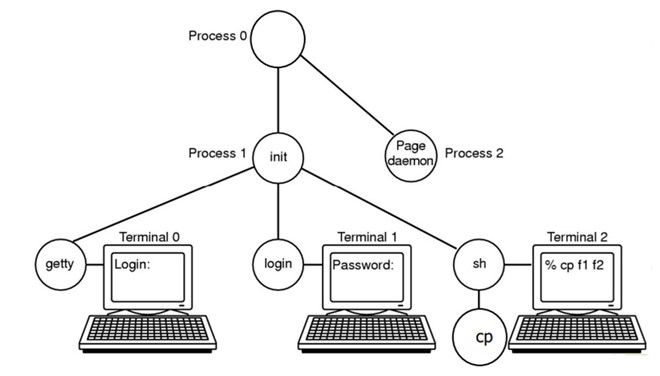 Process 0
Process 1
init
Page
daemon
Process 2
Terminal 0
Terminal 1
Terminal 2
getty
Login:
login
Password:
sh
% cp f1 f2
cp